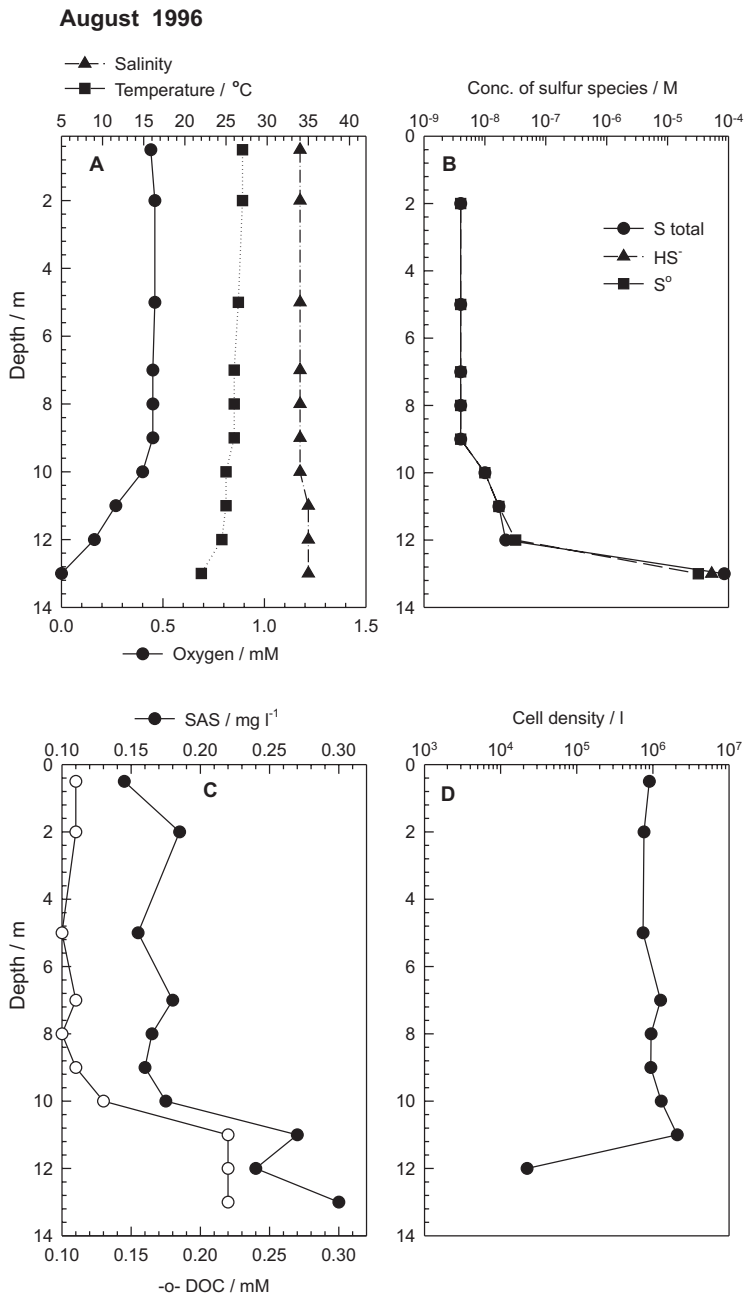 August 1996
Salinity
Temperature / °C
5 10 15 20 25 30 35 40
A
2
4
6
8
10
12
14
Depth / m
0.0 0.5 1.0 1.5
Oxygen / mM
Conc. of sulfur species / M
10⁻⁹ 10⁻⁸ 10⁻⁷ 10⁻⁶ 10⁻⁵ 10⁻⁴
0
B
S total
HS⁻
S⁰
2
4
6
8
10
12
14
SAS / mg l⁻¹
0.10 0.15 0.20 0.25 0.30
0
C
2
4
6
8
10
12
14
Depth / m
0.10 0.15 0.20 0.25 0.30
-o- DOC / mM
Cell density / l
10³ 10⁴ 10⁵ 10⁶ 10⁷
0
D
2
4
6
8
10
12
14